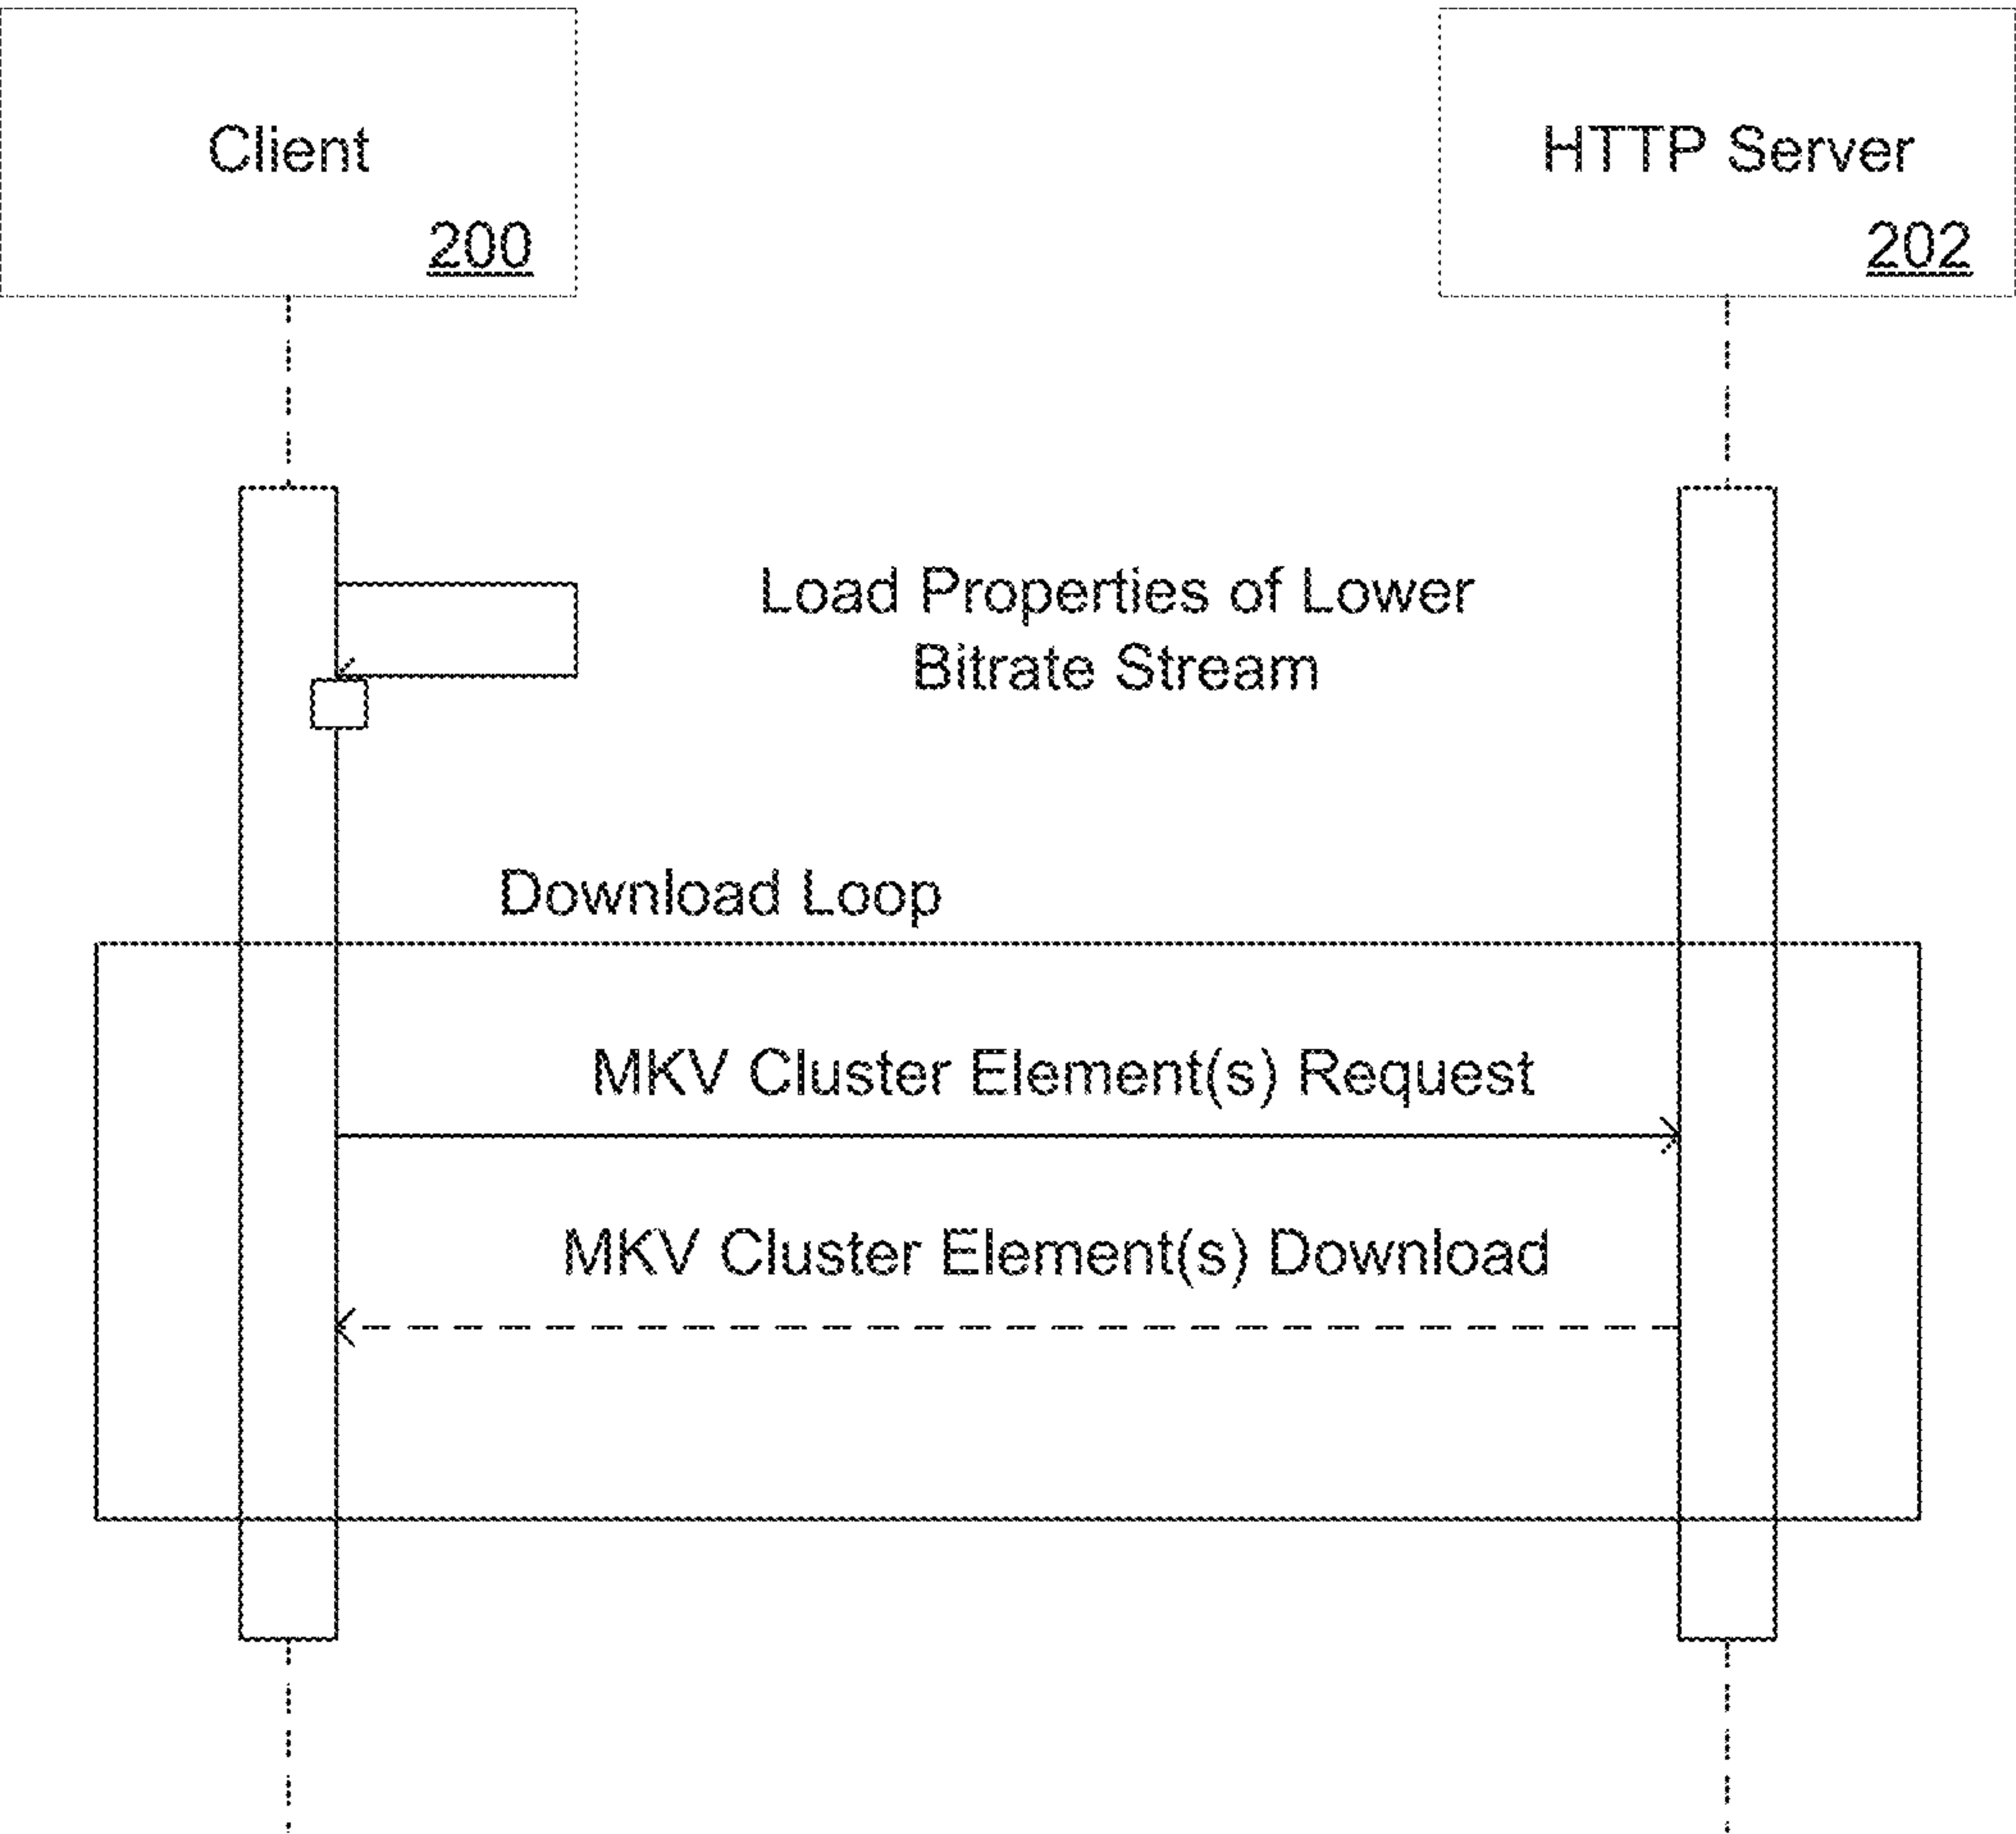 Client
200
HTTP Server
202
Load Properties of Lower
Bitrate Stream
Download Loop
MKV Cluster Element(s) Request
MKV Cluster Element(s) Download